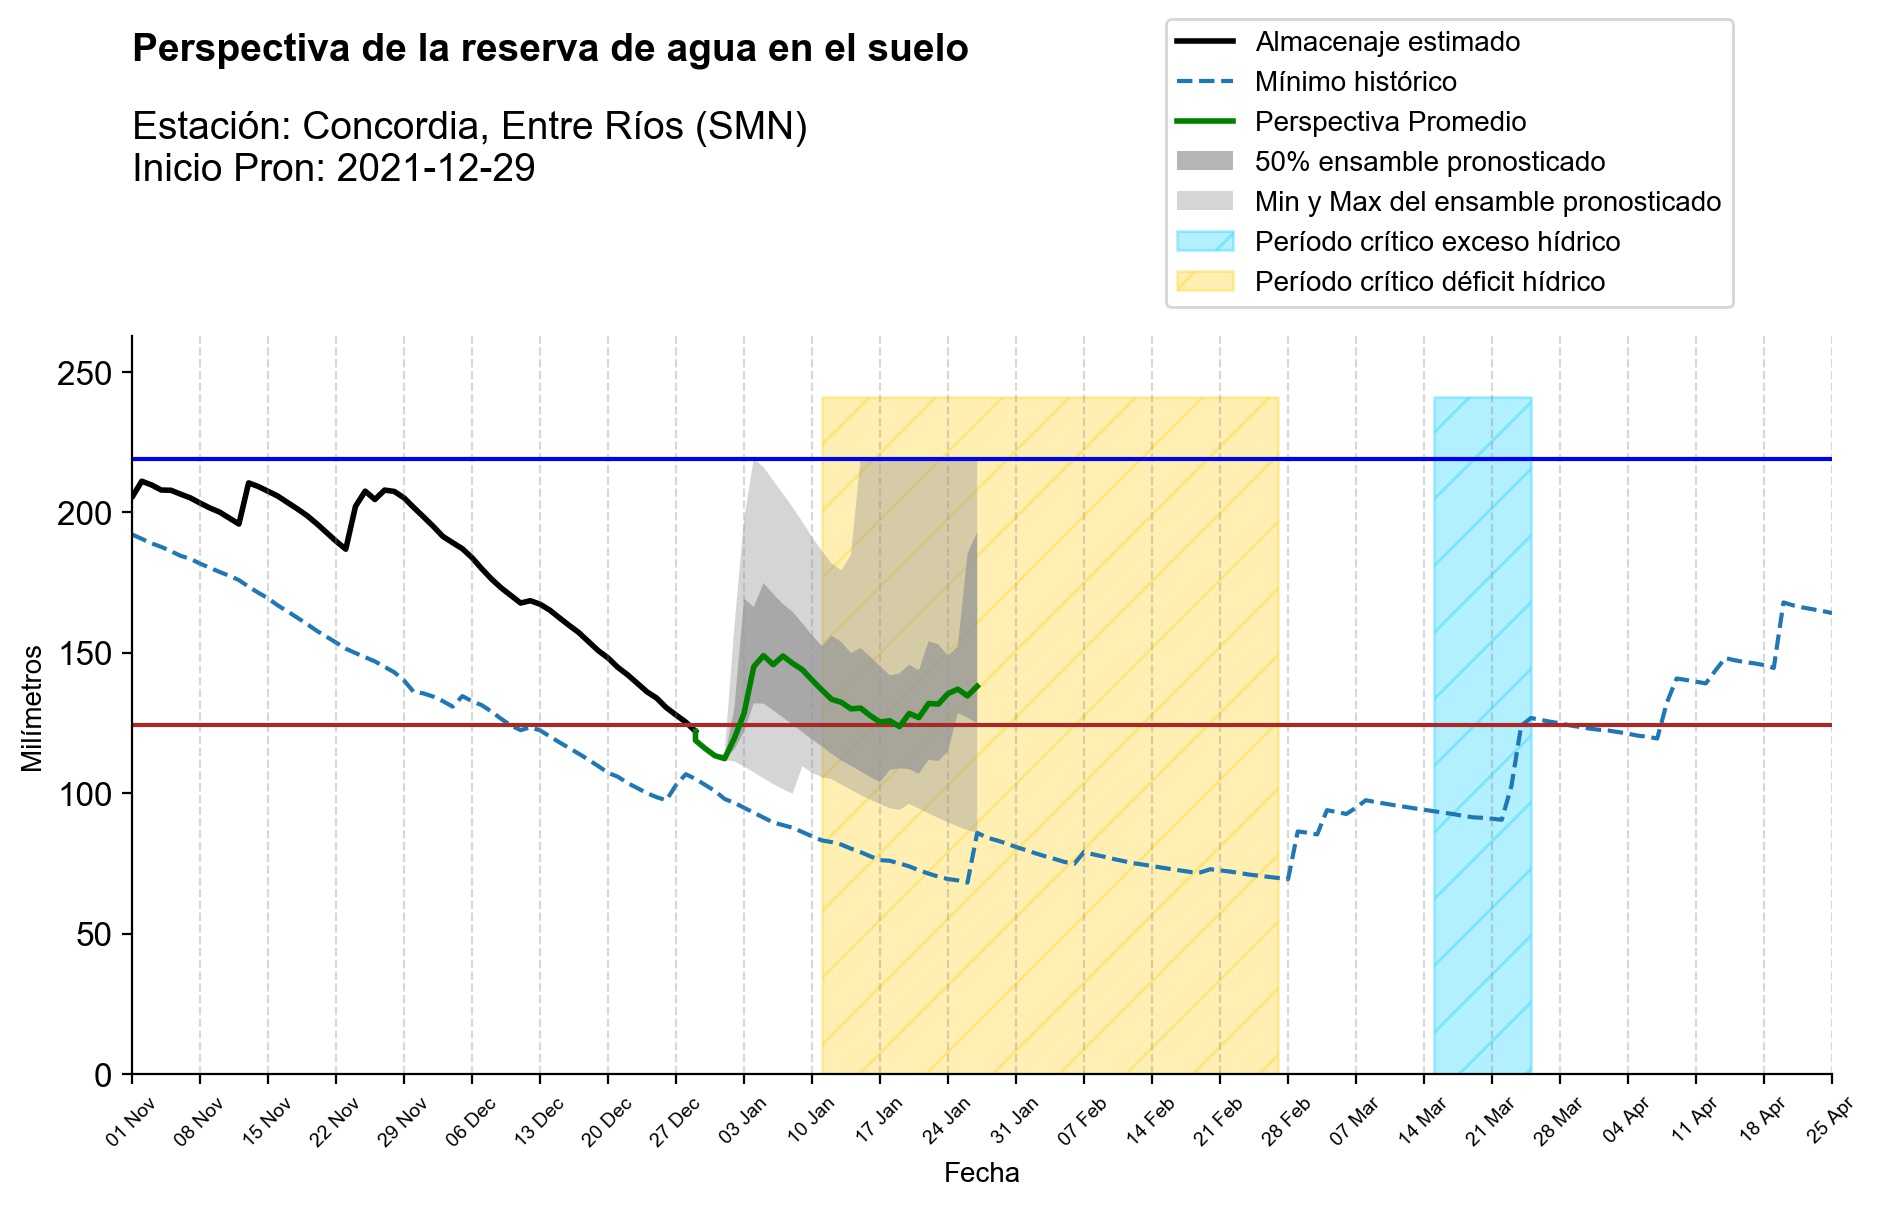 Perspectiva de la reserva de agua en el suelo
Estación: Concordia, Entre Ríos (SMN)
Inicio Pron: 2021-12-29
Almacenaje estimado
Mínimo histórico
Perspectiva Promedio
50% ensamble pronosticado
Min y Max del ensamble pronosticado
Período crítico exceso hídrico
Período crítico déficit hídrico
Milímetros
250
200
150
100
50
0
01 Nov
08 Nov
15 Nov
22 Nov
29 Nov
06 Dec
13 Dec
20 Dec
27 Dec
03 Jan
10 Jan
17 Jan
24 Jan
31 Jan
07 Feb
14 Feb
21 Feb
28 Feb
07 Mar
14 Mar
21 Mar
28 Mar
04 Apr
11 Apr
18 Apr
25 Apr
Fecha